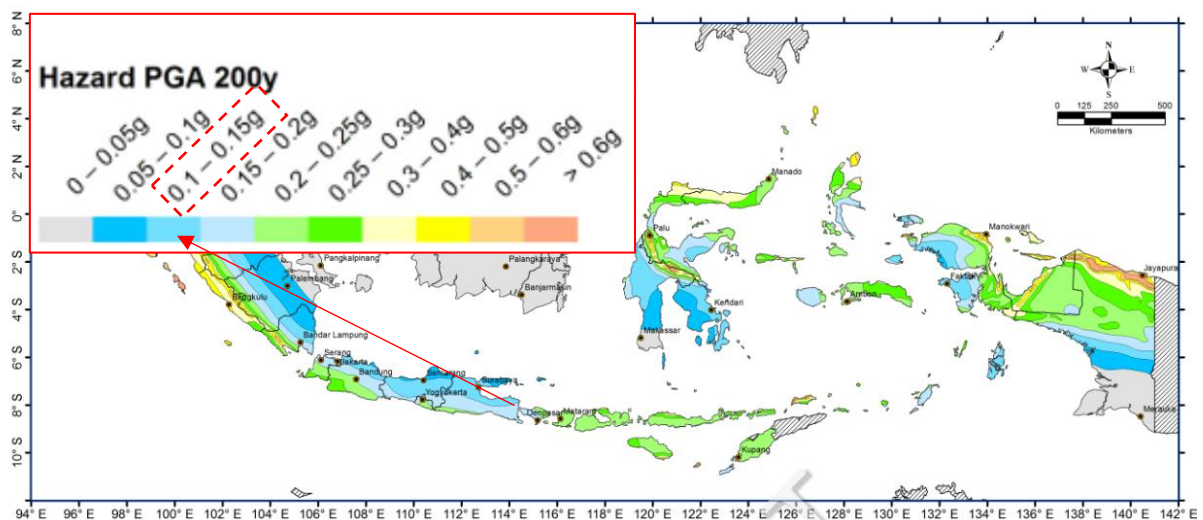 8° N
6° N
4° N
2° N
0°
2° S
4° S
6° S
8° S
10° S
Hazard PGA 200y
0 – 0.05g
0.05 – 0.1g
0.1 – 0.15g
0.15 – 0.2g
0.2 – 0.25g
0.25 – 0.3g
0.3 – 0.4g
0.4 – 0.5g
0.5 – 0.6g
> 0.6g
N
W E
S
0 125 250 500
Kilometers
Manado
Palu
Manokwari
Jayapura
Pangkalpinang
Palangkaraya
Palembang
Banjarmasin
Bengkulu
Ambon
Kendari
Makassar
Bandar Lampung
Serang
Jakarta
Bandung
Semarang
Surabaya
Yogyakarta
Denpasar
Mataram
Merauke
Kupang
94° E 96° E 98° E 100° E 102° E 104° E 106° E 108° E 110° E 112° E 114° E 116° E 118° E 120° E 122° E 124° E 126° E 128° E 130° E 132° E 134° E 136° E 138° E 140° E 142° E